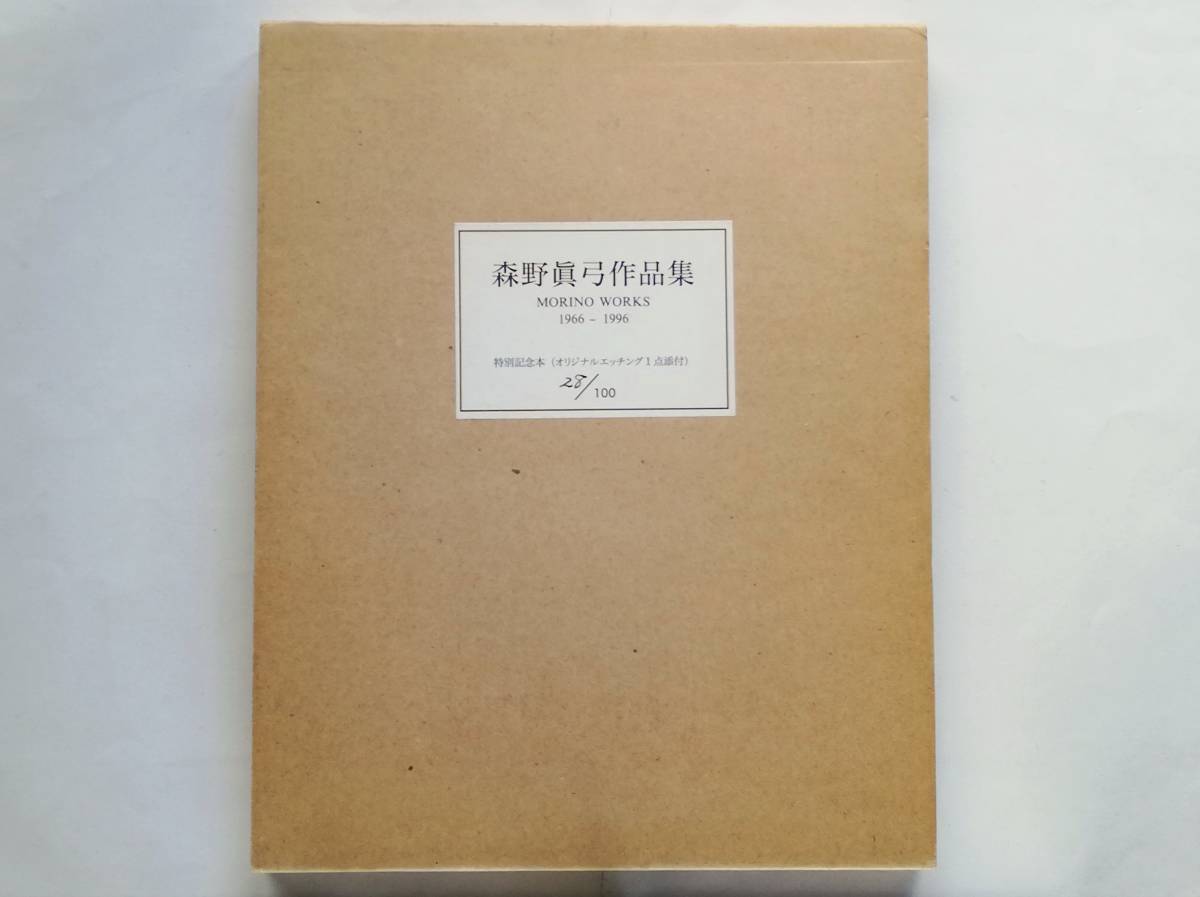 森野眞弓作品集
MORINO WORKS
1966 – 1996
特別記念本（オリジナルエッチング1点添付）
28/100